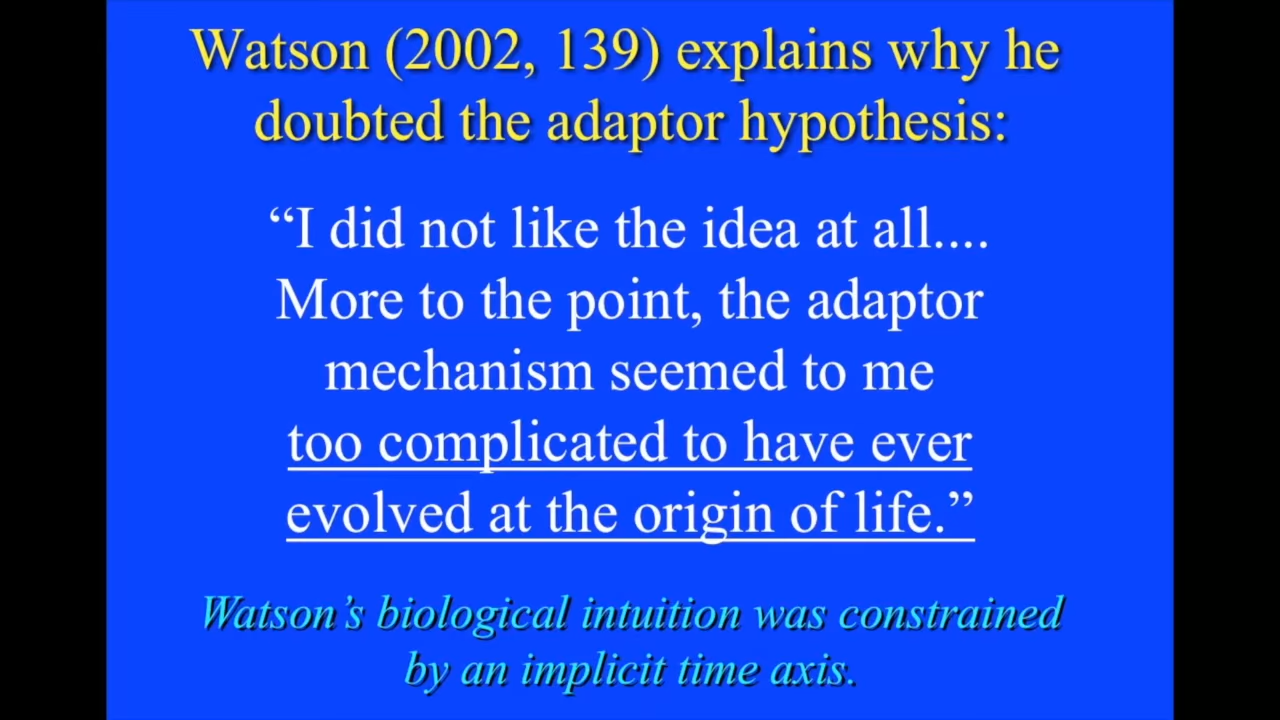 Watson (2002, 139) explains why he
doubted the adaptor hypothesis:
“I did not like the idea at all....
More to the point, the adaptor
mechanism seemed to me
too complicated to have ever
evolved at the origin of life.”
Watson’s biological intuition was constrained
by an implicit time axis.